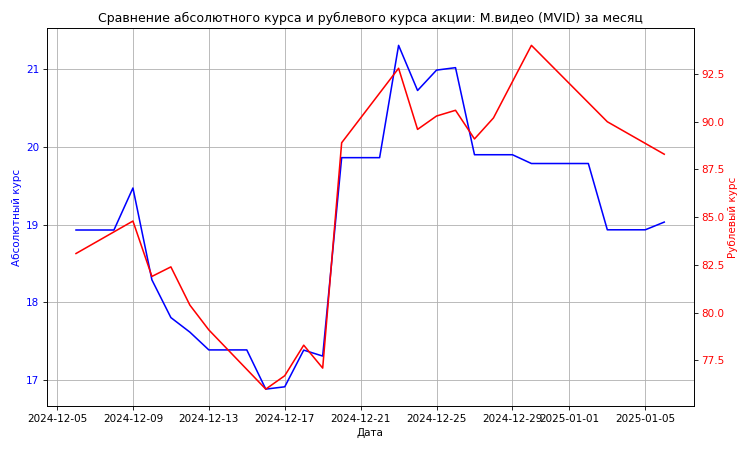 Сравнение абсолютного курса и рублевого курса акции: М.видео (MVID) за месяц
Абсолютный курс
21
20
19
18
17
92.5
90.0
87.5
85.0
82.5
80.0
77.5
Рублевый курс
2024-12-05 2024-12-09 2024-12-13 2024-12-17 2024-12-21 2024-12-25 2024-12-29 2025-01-01 2025-01-05
Дата